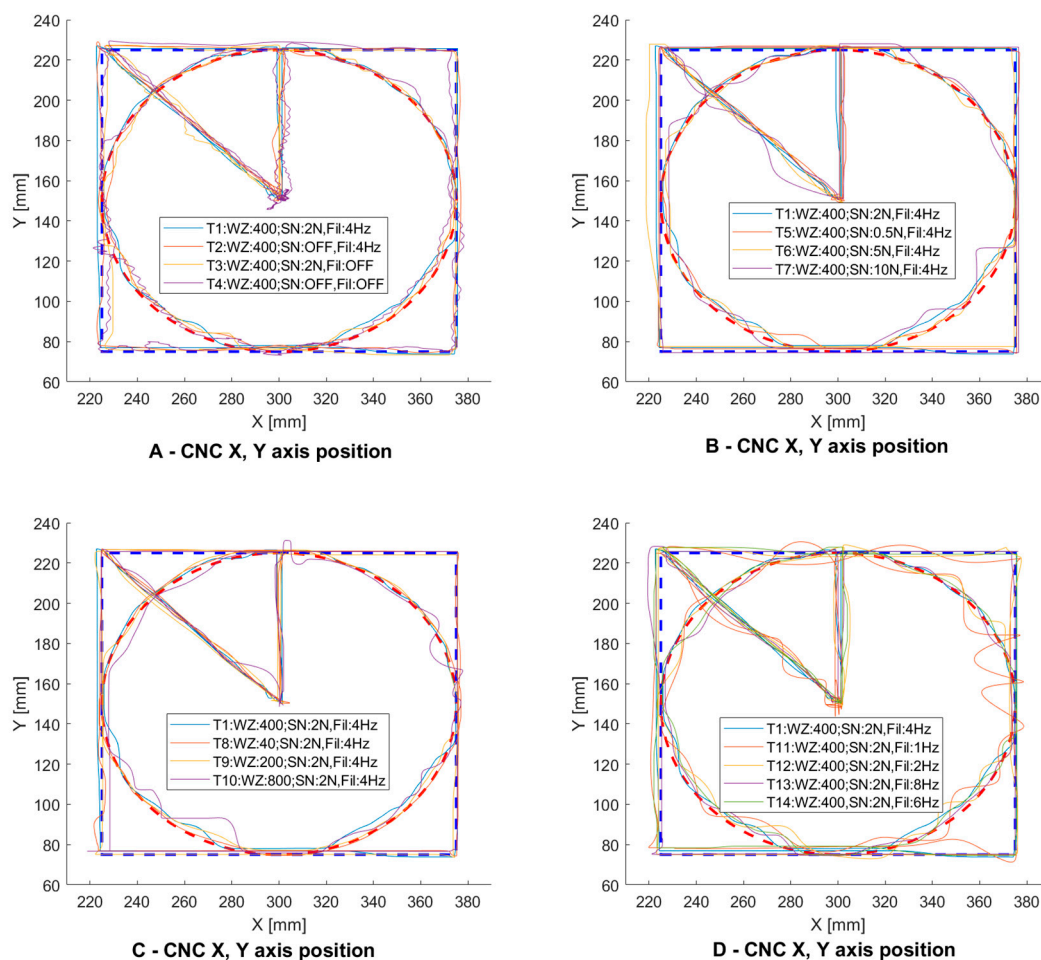 240
220
200
180
160
140
120
100
80
60
Y [mm]
T1:WZ:400;SN:2N,Fil:4Hz
T2:WZ:400;SN:OFF,Fil:4Hz
T3:WZ:400;SN:2N,Fil:OFF
T4:WZ:400;SN:OFF,Fil:OFF
220 240 260 280 300 320 340 360 380
X [mm]
A - CNC X, Y axis position
240
220
200
180
160
140
120
100
80
60
Y [mm]
T1:WZ:400;SN:2N,Fil:4Hz
T5:WZ:400;SN:0.5N,Fil:4Hz
T6:WZ:400;SN:5N,Fil:4Hz
T7:WZ:400;SN:10N,Fil:4Hz
220 240 260 280 300 320 340 360 380
X [mm]
B - CNC X, Y axis position
240
220
200
180
160
140
120
100
80
60
Y [mm]
T1:WZ:400;SN:2N,Fil:4Hz
T8:WZ:40;SN:2N,Fil:4Hz
T9:WZ:200;SN:2N,Fil:4Hz
T10:WZ:800;SN:2N,Fil:4Hz
220 240 260 280 300 320 340 360 380
X [mm]
C - CNC X, Y axis position
240
220
200
180
160
140
120
100
80
60
Y [mm]
T1:WZ:400;SN:2N,Fil:4Hz
T11:WZ:400;SN:2N,Fil:1Hz
T12:WZ:400;SN:2N,Fil:2Hz
T13:WZ:400;SN:2N,Fil:8Hz
T14:WZ:400,SN:2N,Fil:6Hz
220 240 260 280 300 320 340 360 380
X [mm]
D - CNC X, Y axis position